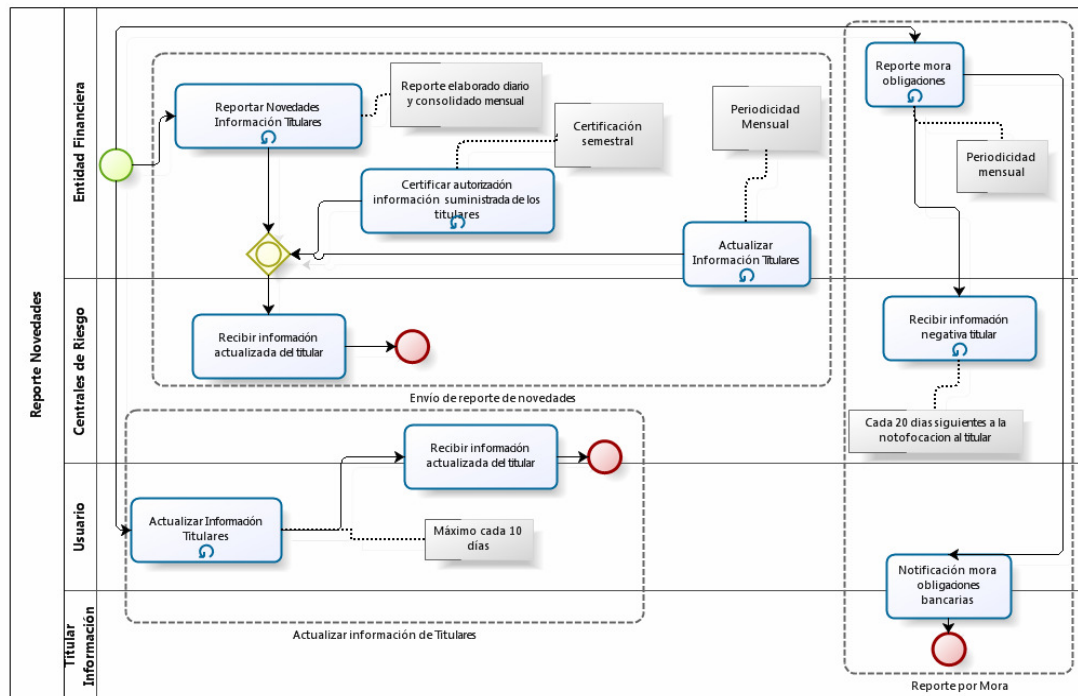 Reporte Novedades
Entidad Financiera
Reportar Novedades
Información Titulares
Reporte elaborado diario
y consolidado mensual
Certificación
semestral
Certificar autorización
información suministrada de los
titulares
Periodicidad
Mensual
Actualizar
Información Titulares
Reporte mora
obligaciones
Periodicidad
mensual
Centrales de Riesgo
Recibir información
actualizada del titular
Envío de reporte de novedades
Recibir información
negativa titular
Cada 20 dias siguientes a la
notofocacion al titular
Recibir información
actualizada del titular
Usuario
Actualizar Información
Titulares
Máximo cada 10
días
Notificación mora
obligaciones
bancarias
Titular
Información
Actualizar información de Titulares
Reporte por Mora